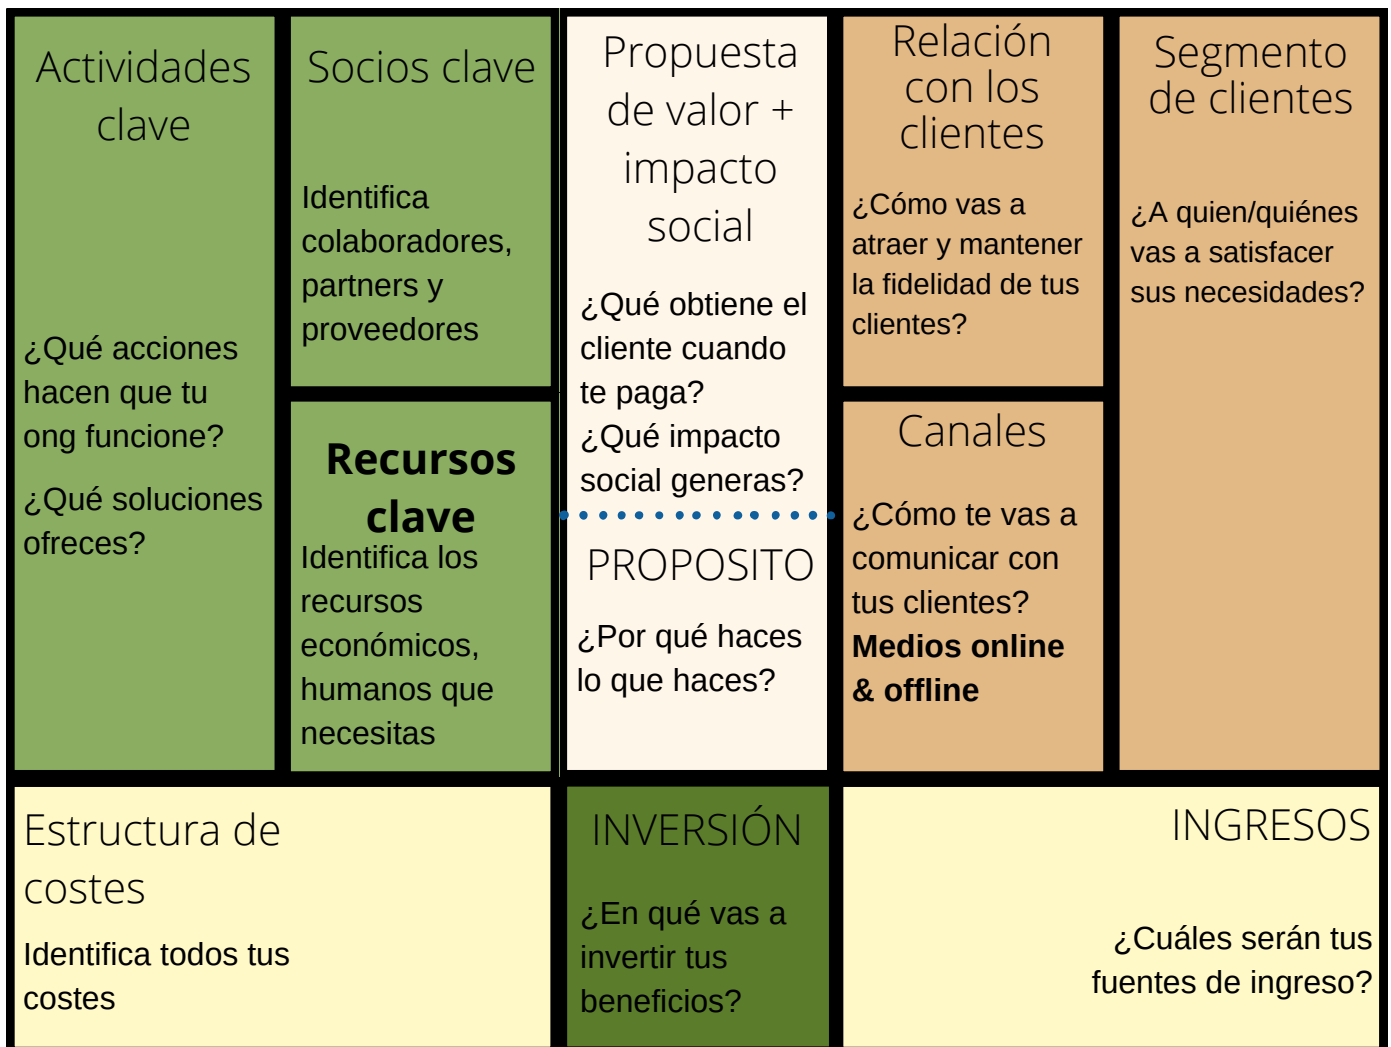 Actividades
clave
¿Qué acciones
hacen que tu
ong funcione?
¿Qué soluciones
ofreces?
Socios clave
Identifica
colaboradores,
partners y
proveedores
Recursos
clave
Identifica los
recursos
económicos,
humanos que
necesitas
Propuesta
de valor +
impacto
social
¿Qué obtiene el
cliente cuando
te paga?
¿Qué impacto
social generas?
PROPOSITO
¿Por qué haces
lo que haces?
Relación
con los
clientes
¿Cómo vas a
atraer y mantener
la fidelidad de tus
clientes?
Canales
¿Cómo te vas a
comunicar con
tus clientes?
Medios online
& offline
Segmento
de clientes
¿A quien/quiénes
vas a satisfacer
sus necesidades?
Estructura de
costes
Identifica todos tus
costes
INVERSIÓN
¿En qué vas a
invertir tus
beneficios?
INGRESOS
¿Cuáles serán tus
fuentes de ingreso?